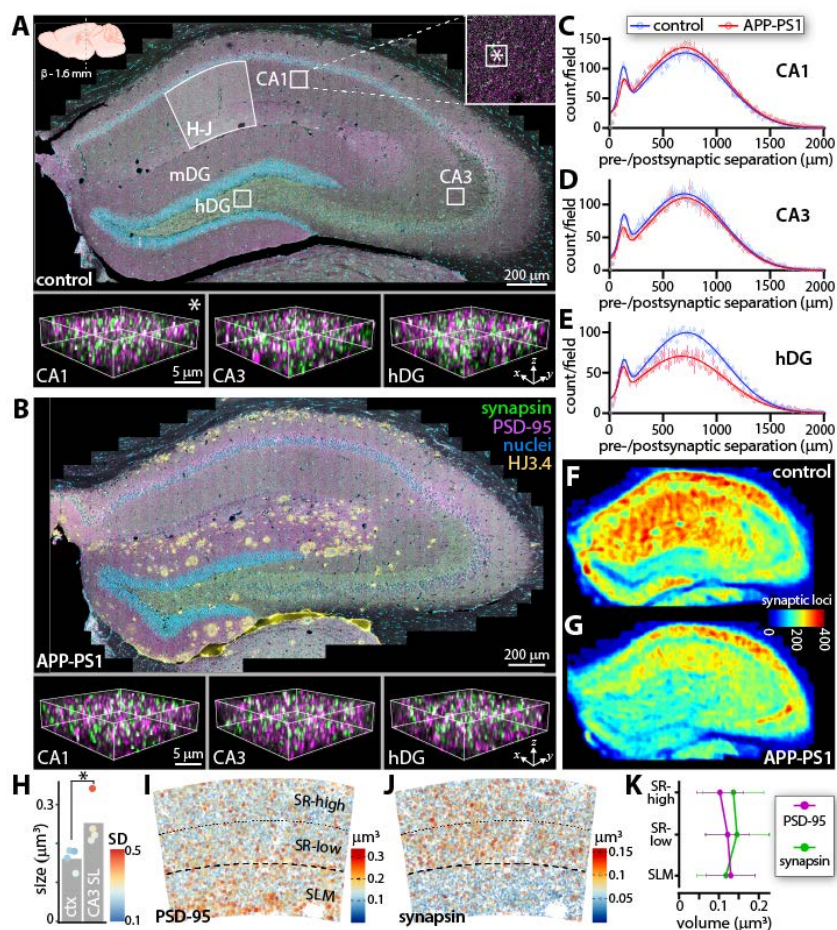 A
β - 1.6 mm
CA1
*
H-J
mDG
hDG
CA3
control
200 µm
*
CA1
5 µm
CA3
hDG
x
z
y
B
synapsin
PSD-95
nuclei
HJ3.4
APP-PS1
200 µm
CA1
5 µm
CA3
hDG
x
z
y
C
control
APP-PS1
CA1
count/field
150
100
50
0
0
500
1000
1500
2000
pre-/postsynaptic separation (µm)
D
CA3
count/field
100
50
0
0
500
1000
1500
2000
pre-/postsynaptic separation (µm)
E
hDG
count/field
100
50
0
0
500
1000
1500
2000
pre-/postsynaptic separation (µm)
F
control
synaptic loci
0
200
400
G
APP-PS1
H
*
size (µm³)
0.3
0
ctx
CA3 SL
SD
0.5
0.1
I
SR-high
SR-low
SLM
PSD-95
µm³
0.3
0.2
0.1
J
synapsin
µm³
0.15
0.10
0.05
K
SR-
high
SR-
low
SLM
0
0.1
0.2
volume (µm³)
PSD-95
synapsin